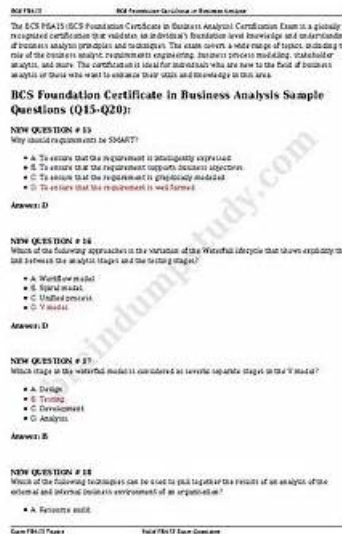 BCS FBA15
BCS Foundation Certificate in Business Analysis
The BCS FBA15 (BCS Foundation Certificate in Business Analysis) Certification Exam is a globally
recognized certification that validates an individual's foundation level knowledge and understanding
of business analysis principles and techniques. The exam covers a wide range of topics, including t
role of the business analyst, requirements engineering, business process modeling, stakeholder
analysis, and more. The certification is ideal for individuals who are new to the field of business
analysis or those who want to enhance their skills and knowledge in this area.
BCS Foundation Certificate in Business Analysis Sample
Questions (Q15-Q20):
NEW QUESTION # 15
Why should requirements be SMART?
A. To ensure that the requirement is intelligently expressed
B. To ensure that the requirement supports business objectives
C. To ensure that the requirement is graphically modeled
D. To ensure that the requirement is well formed
Answer: D
NEW QUESTION # 16
Which of the following approaches is the variation of the Waterfall lifecycle that shows explicitly th
link between the analysis stages and the testing stages?
A. Workflow model
B. Spiral model.
C. Unified process.
D. V model
Answer: D
NEW QUESTION # 17
Which stage in the waterfall model is considered as several separate stages in the V model?
A. Design
B. Testing
C. Development
D. Analysis
Answer: B
NEW QUESTION # 18
Which of the following techniques can be used to pull together the results of an analysis of the
external and internal business environment of an organisation?
A. Resource audit
braindumpstudy.com